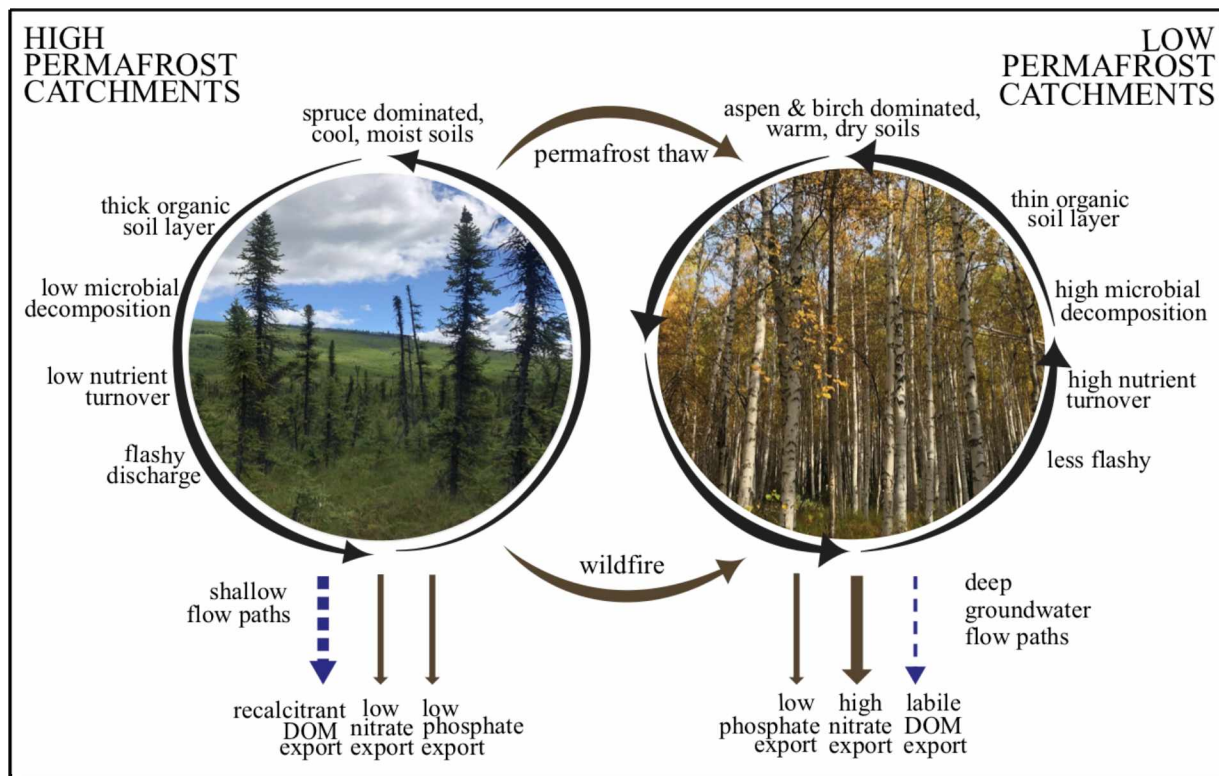 HIGH
PERMAFROST
CATCHMENTS
LOW
PERMAFROST
CATCHMENTS
spruce dominated,
cool, moist soils
permafrost thaw
aspen & birch dominated,
warm, dry soils
thick organic
soil layer
low microbial
decomposition
low nutrient
turnover
flashy
discharge
thin organic
soil layer
high microbial
decomposition
high nutrient
turnover
less flashy
wildfire
shallow
flow paths
deep
groundwater
flow paths
recalcitrant
DOM
export
low
nitrate
export
low
phosphate
export
low
phosphate
export
high
nitrate
export
labile
DOM
export